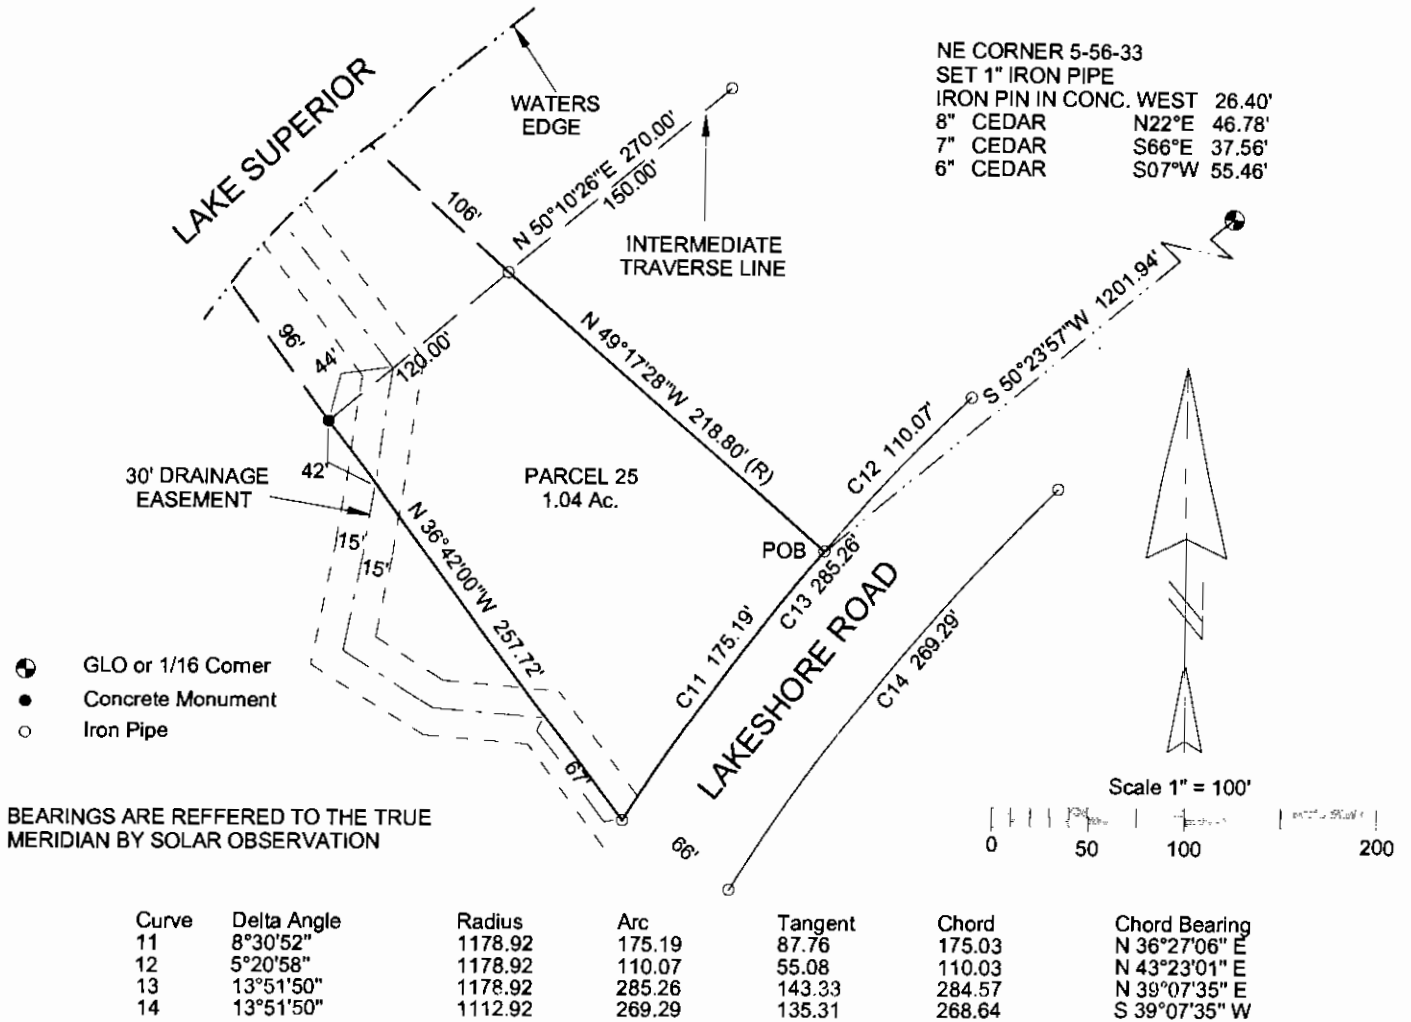 NE CORNER 5-56-33
SET 1" IRON PIPE
IRON PIN IN CONC. WEST 26.40'
8" CEDAR N22°E 46.78'
7" CEDAR S66°E 37.56'
6" CEDAR S07°W 55.46'
LAKE SUPERIOR
WATERS
EDGE
106'
N 50°10'26"E 270.00'
150.00'
INTERMEDIATE
TRAVERSE LINE
96'
44'
120.00'
N 49°17'28"W 218.80' (R)
S 50°23'57"W 1201.94'
C12 110.07'
30' DRAINAGE
EASEMENT
42'
PARCEL 25
1.04 Ac.
15'
15'
N 36°42'00"W 257.72'
POB
C13 285.26'
C11 175.19'
LAKESHORE ROAD
C14 269.29'
67'
66'
GLO or 1/16 Corner
Concrete Monument
Iron Pipe
BEARINGS ARE REFFERED TO THE TRUE
MERIDIAN BY SOLAR OBSERVATION
Scale 1" = 100'
0 50 100 200
Curve Delta Angle Radius Arc Tangent Chord Chord Bearing
11 8°30'52" 1178.92 175.19 87.76 175.03 N 36°27'06" E
12 5°20'58" 1178.92 110.07 55.08 110.03 N 43°23'01" E
13 13°51'50" 1178.92 285.26 143.33 284.57 N 39°07'35" E
14 13°51'50" 1112.92 269.29 135.31 268.64 S 39°07'35" W